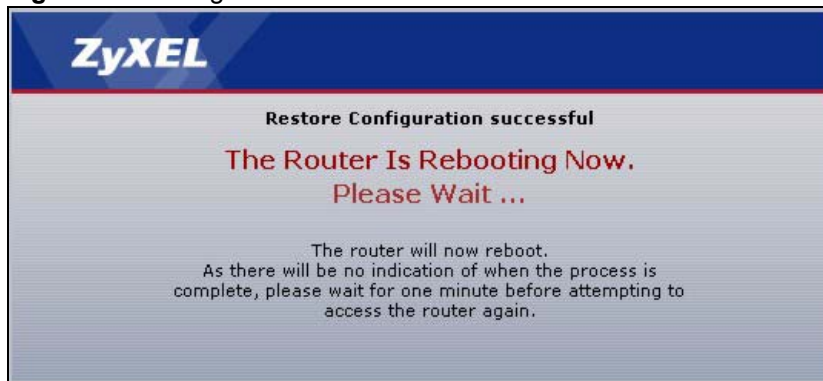 ZyXEL
Restore Configuration successful
The Router Is Rebooting Now.
Please Wait ...
The router will now reboot.
As there will be no indication of when the process is
complete, please wait for one minute before attempting to
access the router again.